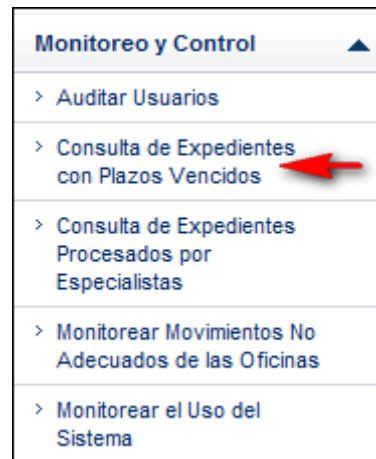 Monitoreo y Control
> Auditar Usuarios
> Consulta de Expedientes
con Plazos Vencidos
> Consulta de Expedientes
Procesados por
Especialistas
> Monitorear Movimientos No
Adecuados de las Oficinas
> Monitorear el Uso del
Sistema